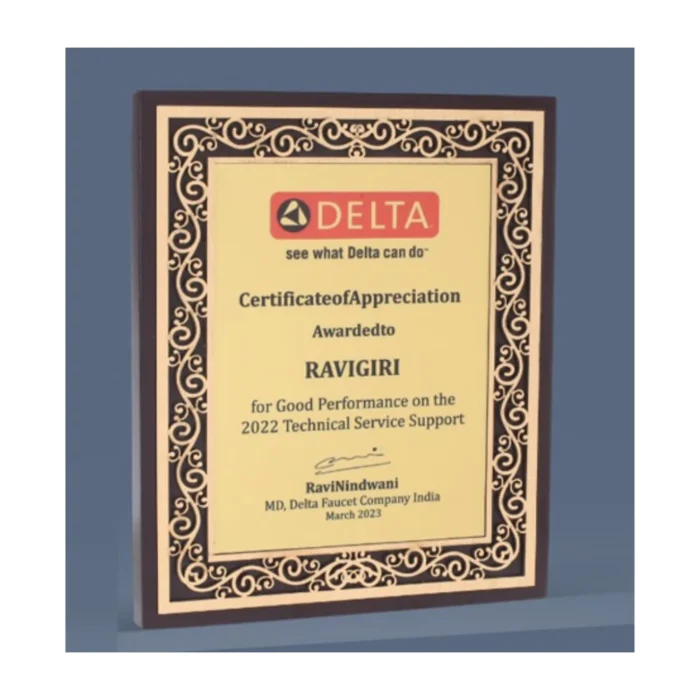 DELTA
see what Delta can do™
CertificateofAppreciation
Awardedto
RAVIGIRI
for Good Performance on the
2022 Technical Service Support
RaviNindwani
MD, Delta Faucet Company India
March 2023